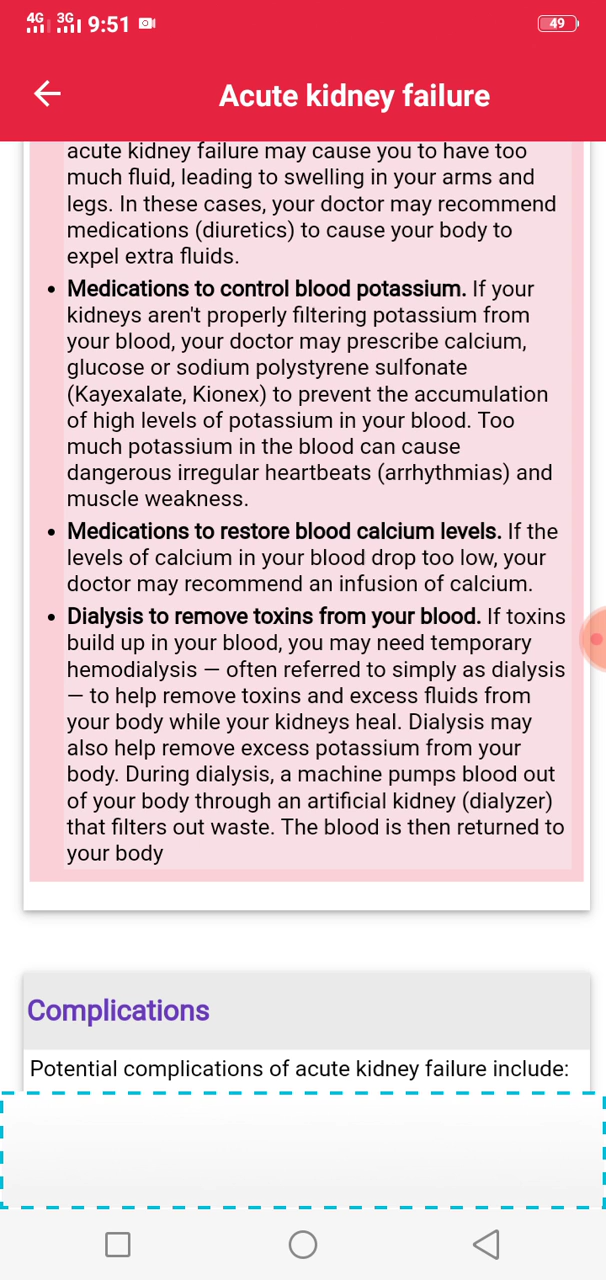 4G 3G 9:51 49
Acute kidney failure
acute kidney failure may cause you to have too
much fluid, leading to swelling in your arms and
legs. In these cases, your doctor may recommend
medications (diuretics) to cause your body to
expel extra fluids.
• Medications to control blood potassium. If your
kidneys aren't properly filtering potassium from
your blood, your doctor may prescribe calcium,
glucose or sodium polystyrene sulfonate
(Kayexalate, Kionex) to prevent the accumulation
of high levels of potassium in your blood. Too
much potassium in the blood can cause
dangerous irregular heartbeats (arrhythmias) and
muscle weakness.
• Medications to restore blood calcium levels. If the
levels of calcium in your blood drop too low, your
doctor may recommend an infusion of calcium.
• Dialysis to remove toxins from your blood. If toxins
build up in your blood, you may need temporary
hemodialysis — often referred to simply as dialysis
— to help remove toxins and excess fluids from
your body while your kidneys heal. Dialysis may
also help remove excess potassium from your
body. During dialysis, a machine pumps blood out
of your body through an artificial kidney (dialyzer)
that filters out waste. The blood is then returned to
your body
Complications
Potential complications of acute kidney failure include: